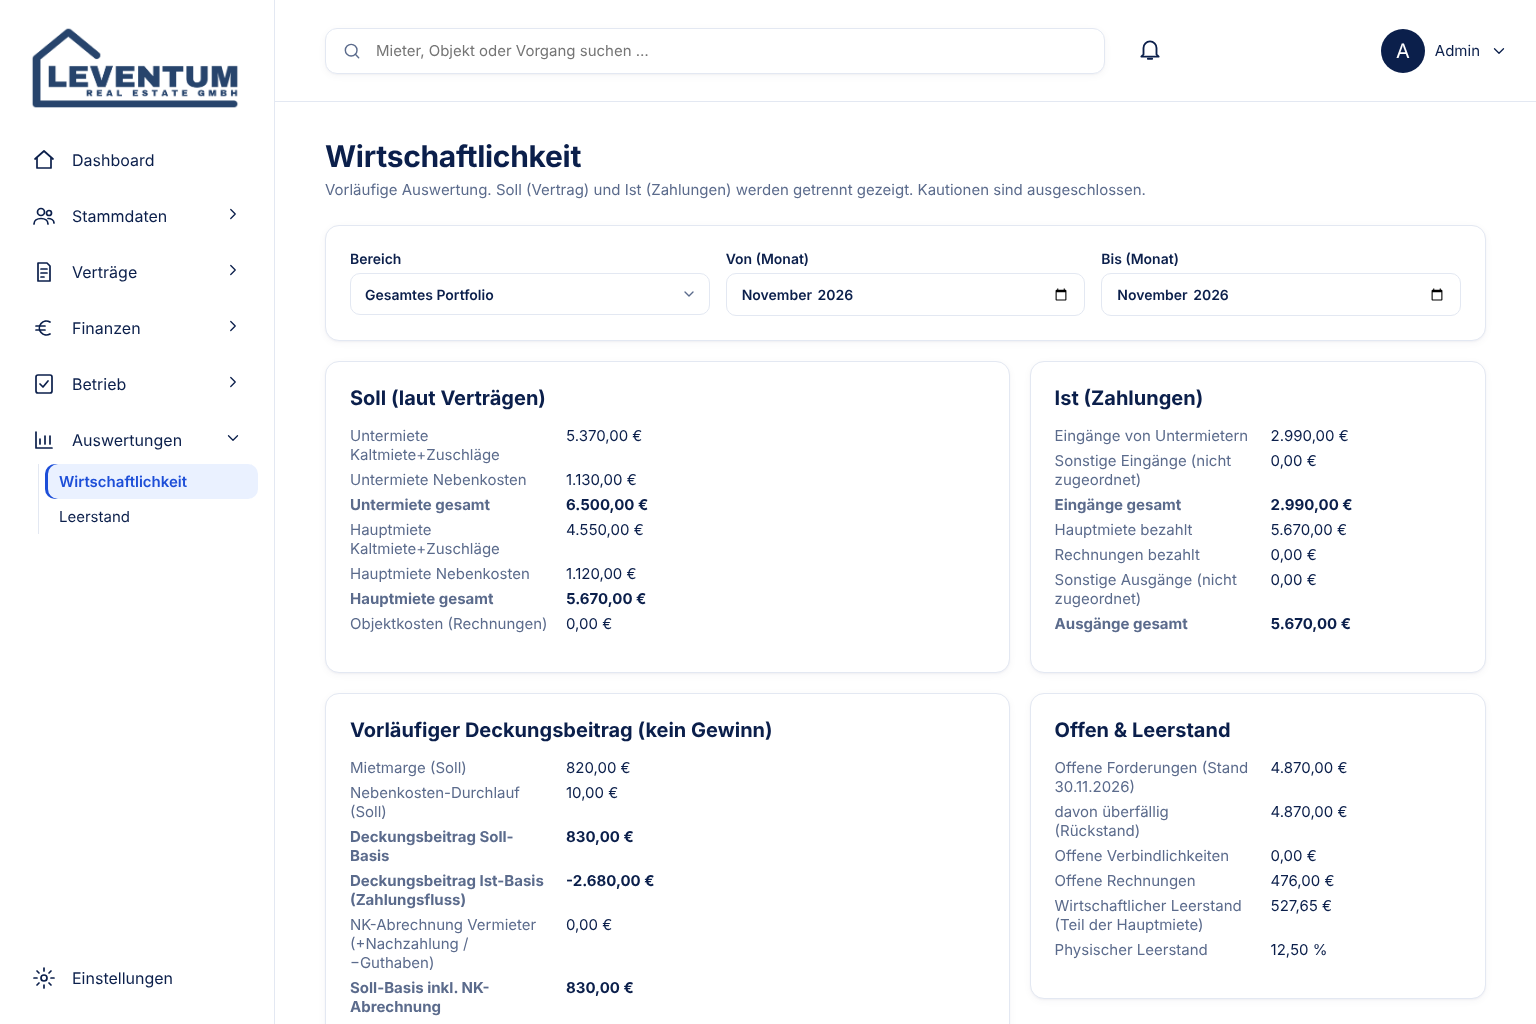 LEVENTUM
REAL ESTATE GMBH
Mieter, Objekt oder Vorgang suchen ...
A
Admin
Dashboard
Stammdaten
Verträge
Finanzen
Betrieb
Auswertungen
Wirtschaftlichkeit
Leerstand
Einstellungen
Wirtschaftlichkeit
Vorläufige Auswertung. Soll (Vertrag) und Ist (Zahlungen) werden getrennt gezeigt. Kautionen sind ausgeschlossen.
Bereich
Gesamtes Portfolio
Von (Monat)
November 2026
Bis (Monat)
November 2026
Soll (laut Verträgen)
Untermiete 5.370,00 €
Kaltmiete+Zuschläge
Untermiete Nebenkosten 1.130,00 €
Untermiete gesamt 6.500,00 €
Hauptmiete 4.550,00 €
Kaltmiete+Zuschläge
Hauptmiete Nebenkosten 1.120,00 €
Hauptmiete gesamt 5.670,00 €
Objektkosten (Rechnungen) 0,00 €
Ist (Zahlungen)
Eingänge von Untermietern 2.990,00 €
Sonstige Eingänge (nicht 0,00 €
zugeordnet)
Eingänge gesamt 2.990,00 €
Hauptmiete bezahlt 5.670,00 €
Rechnungen bezahlt 0,00 €
Sonstige Ausgänge (nicht 0,00 €
zugeordnet)
Ausgänge gesamt 5.670,00 €
Vorläufiger Deckungsbeitrag (kein Gewinn)
Mietmarge (Soll) 820,00 €
Nebenkosten-Durchlauf 10,00 €
(Soll)
Deckungsbeitrag Soll- 830,00 €
Basis
Deckungsbeitrag Ist-Basis -2.680,00 €
(Zahlungsfluss)
NK-Abrechnung Vermieter 0,00 €
(+Nachzahlung /
−Guthaben)
Soll-Basis inkl. NK- 830,00 €
Abrechnung
Offen & Leerstand
Offene Forderungen (Stand 4.870,00 €
30.11.2026)
davon überfällig 4.870,00 €
(Rückstand)
Offene Verbindlichkeiten 0,00 €
Offene Rechnungen 476,00 €
Wirtschaftlicher Leerstand 527,65 €
(Teil der Hauptmiete)
Physischer Leerstand 12,50 %